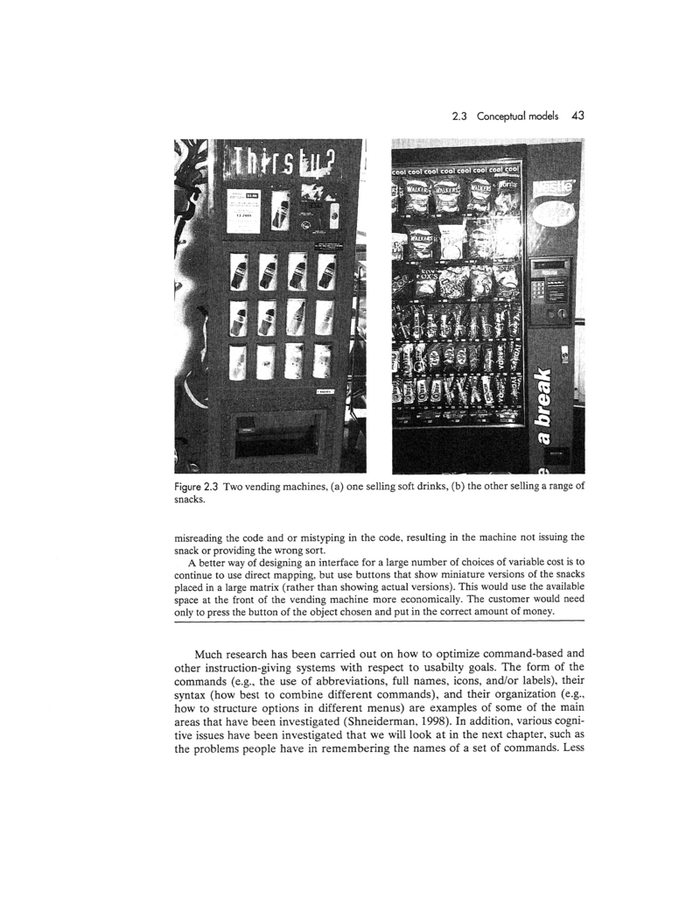 2.3 Conceptual models 43
Thirsty?
cool cool cool cool cool cool cool cool
WALKERS WALKERS WALKERS
Nestle
WALKERS
FOX'S
a break
Figure 2.3 Two vending machines, (a) one selling soft drinks, (b) the other selling a range of
snacks.
misreading the code and or mistyping in the code, resulting in the machine not issuing the
snack or providing the wrong sort.
A better way of designing an interface for a large number of choices of variable cost is to
continue to use direct mapping, but use buttons that show miniature versions of the snacks
placed in a large matrix (rather than showing actual versions). This would use the available
space at the front of the vending machine more economically. The customer would need
only to press the button of the object chosen and put in the correct amount of money.
Much research has been carried out on how to optimize command-based and
other instruction-giving systems with respect to usabilty goals. The form of the
commands (e.g., the use of abbreviations, full names, icons, and/or labels), their
syntax (how best to combine different commands), and their organization (e.g.,
how to structure options in different menus) are examples of some of the main
areas that have been investigated (Shneiderman, 1998). In addition, various cogni-
tive issues have been investigated that we will look at in the next chapter, such as
the problems people have in remembering the names of a set of commands. Less